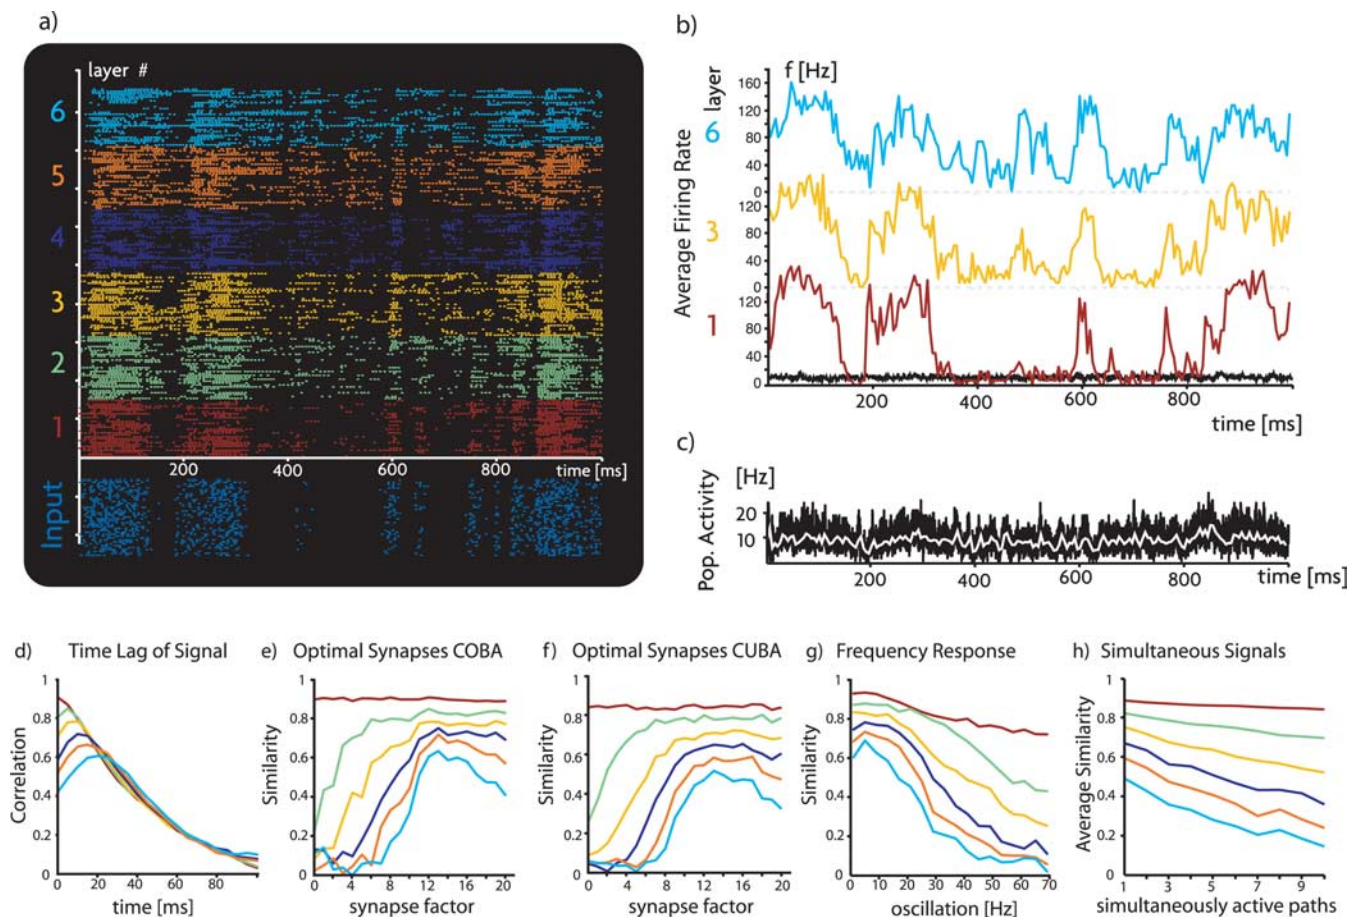 a)
layer #
6
5
4
3
2
1
200 400 600 800 time [ms]
Input
b)
layer
f [Hz]
Average Firing Rate
6
3
1
160
120
80
40
0
120
80
40
0
120
80
40
0
200 400 600 800
time [ms]
c)
[Hz]
Pop. Activity
20
10
200 400 600 800 time [ms]
d) Time Lag of Signal
Correlation
1
0.8
0.6
0.4
0.2
0
0 20 40 60 80
time [ms]
e) Optimal Synapses COBA
Similarity
1
0.8
0.6
0.4
0.2
0
0 4 8 12 16 20
synapse factor
f) Optimal Synapses CUBA
Similarity
1
0.8
0.6
0.4
0.2
0
0 4 8 12 16 20
synapse factor
g) Frequency Response
Similarity
1
0.8
0.6
0.4
0.2
0
0 10 20 30 40 50 60 70
oscillation [Hz]
h) Simultaneous Signals
Average Similarity
1
0.8
0.6
0.4
0.2
0
1 3 5 7 9
simultaneously active paths